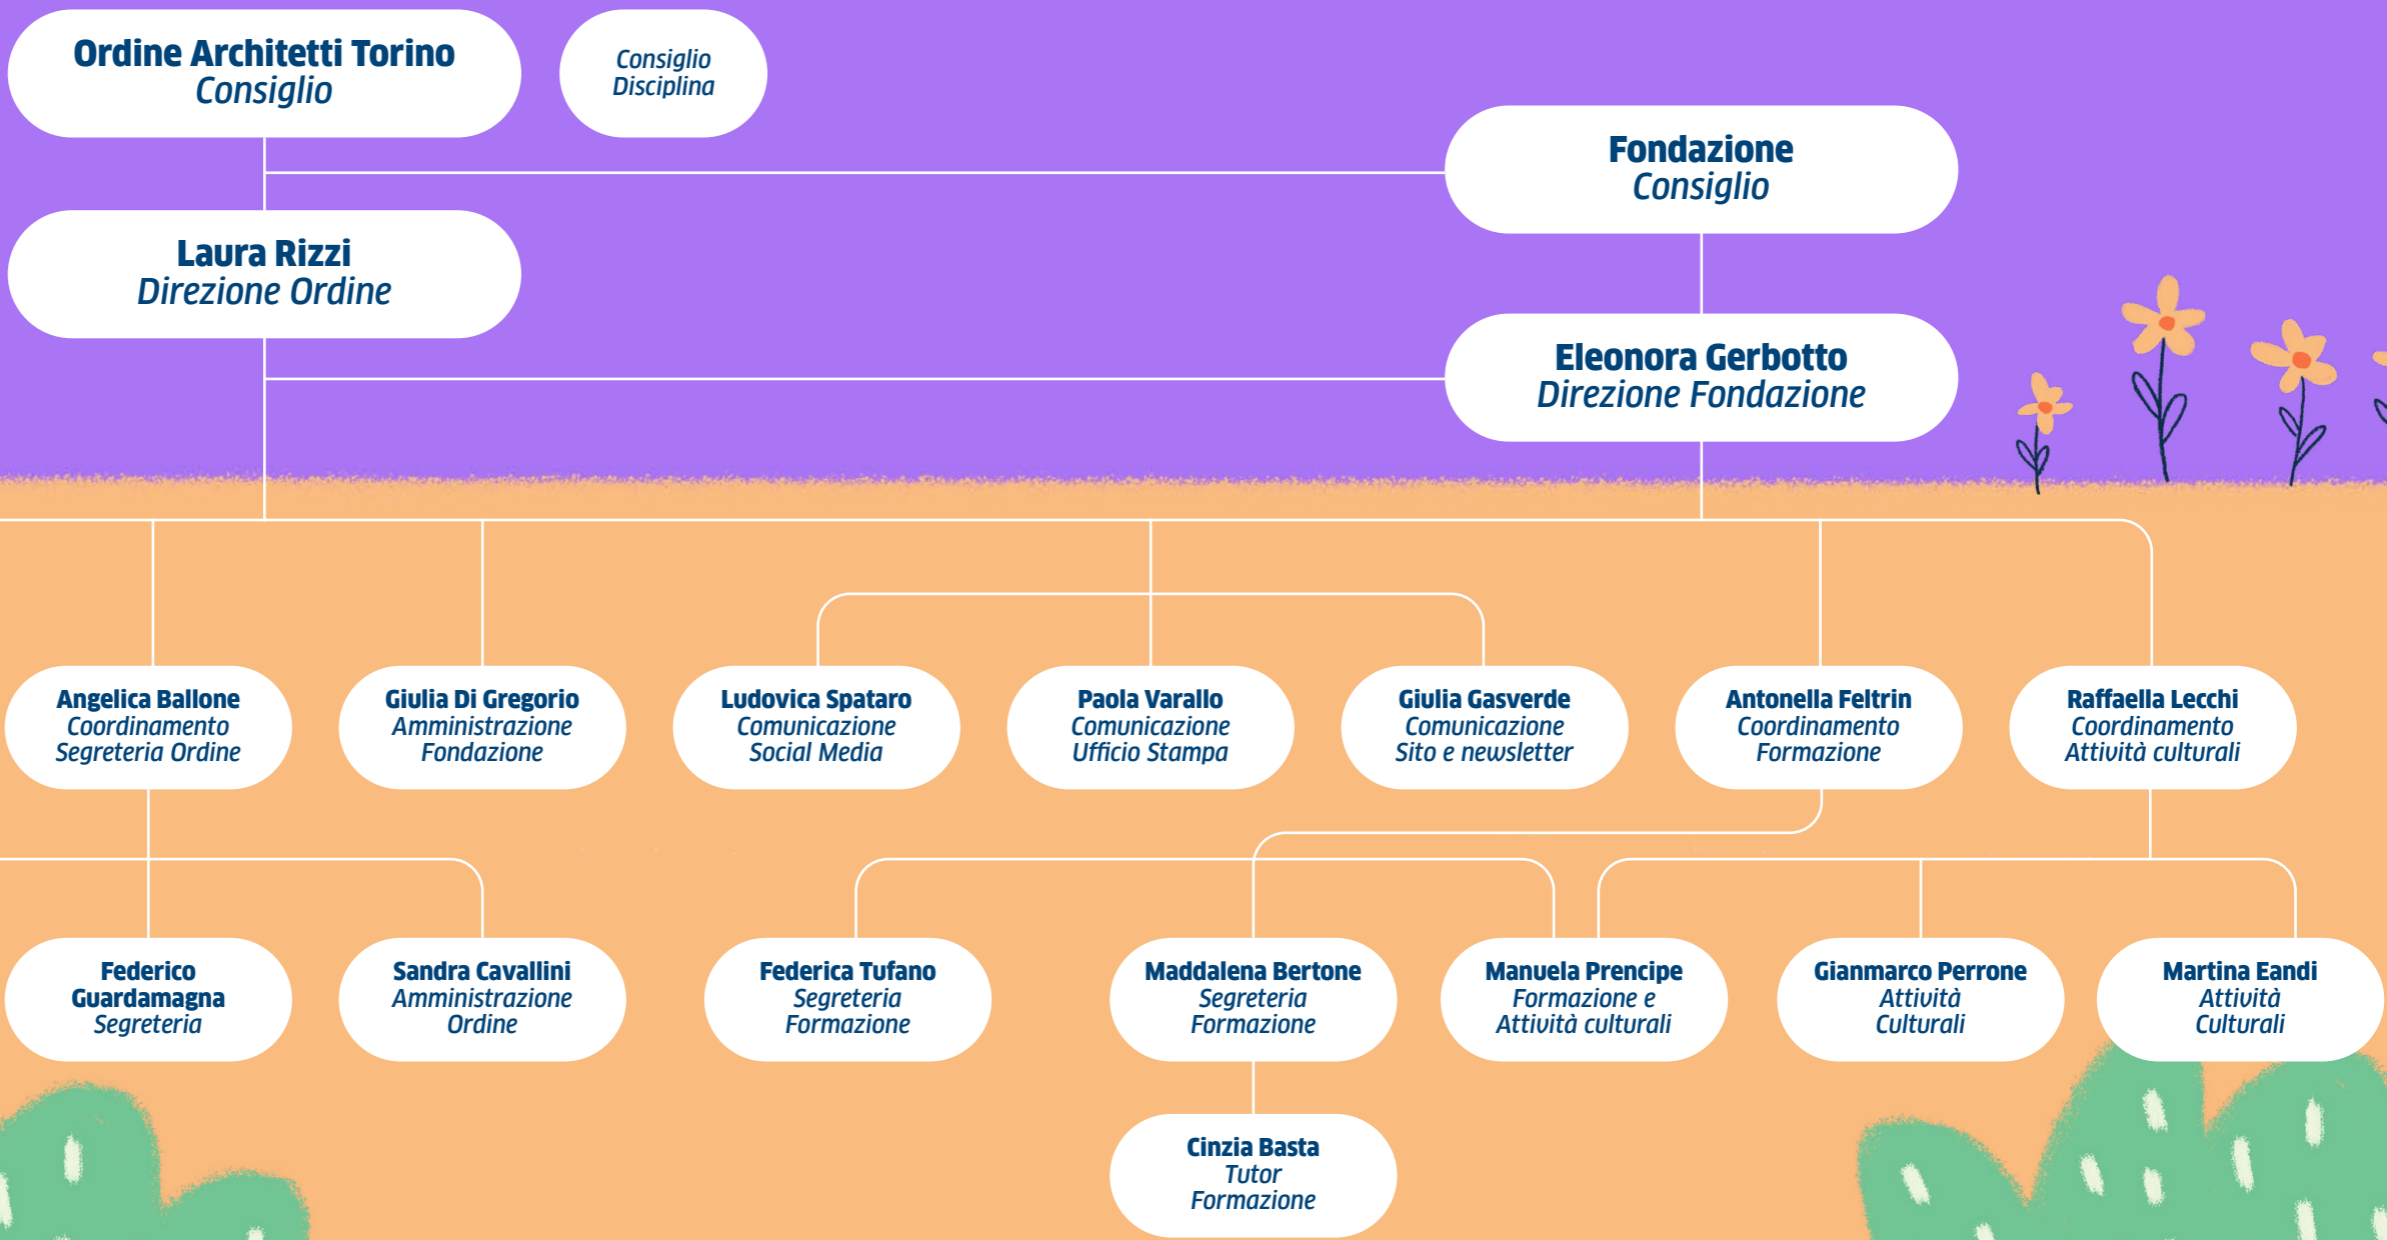 Ordine Architetti Torino
Consiglio
Consiglio
Disciplina
Fondazione
Consiglio
Laura Rizzi
Direzione Ordine
Eleonora Gerbotto
Direzione Fondazione
Angelica Ballone
Coordinamento
Segreteria Ordine
Giulia Di Gregorio
Amministrazione
Fondazione
Ludovica Spataro
Comunicazione
Social Media
Paola Varallo
Comunicazione
Ufficio Stampa
Giulia Gasverde
Comunicazione
Sito e newsletter
Antonella Feltrin
Coordinamento
Formazione
Raffaella Lecchi
Coordinamento
Attività culturali
Federico
Guardamagna
Segreteria
Sandra Cavallini
Amministrazione
Ordine
Federica Tufano
Segreteria
Formazione
Maddalena Bertone
Segreteria
Formazione
Manuela Prencipe
Formazione e
Attività culturali
Gianmarco Perrone
Attività
Culturali
Martina Eandi
Attività
Culturali
Cinzia Basta
Tutor
Formazione